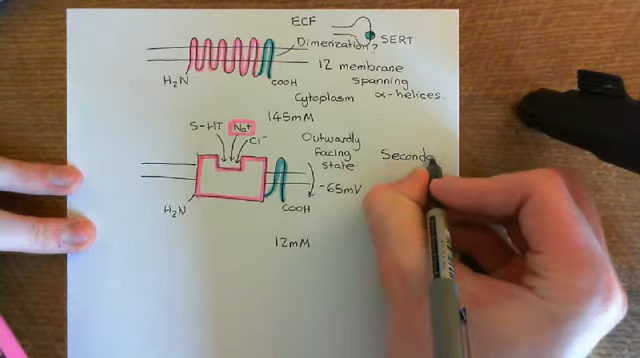 ECF
SERT
Dimerization?
H₂N
COOH
12 membrane
spanning
α-helices.
Cytoplasm
145mM
5-HT
Na+
Cl⁻
Outwardly
facing
state
-65mV
H₂N
COOH
12mM
Seconda